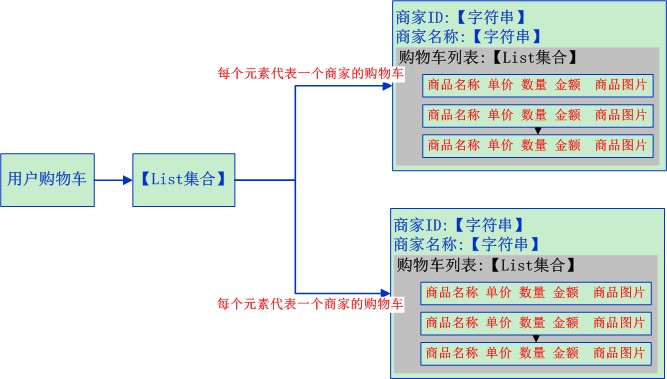 用户购物车
【List集合】
每个元素代表一个商家的购物车
商家ID:【字符串】
商家名称:【字符串】
购物车列表:【List集合】
商品名称 单价 数量 金额 商品图片
商品名称 单价 数量 金额 商品图片
商品名称 单价 数量 金额 商品图片
每个元素代表一个商家的购物车
商家ID:【字符串】
商家名称:【字符串】
购物车列表:【List集合】
商品名称 单价 数量 金额 商品图片
商品名称 单价 数量 金额 商品图片
商品名称 单价 数量 金额 商品图片